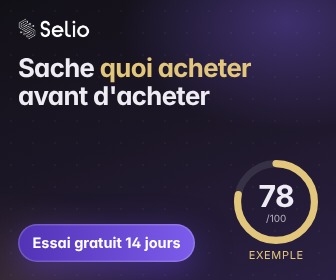 Selio
Sache quoi acheter
avant d'acheter
78
/100
Essai gratuit 14 jours
EXEMPLE